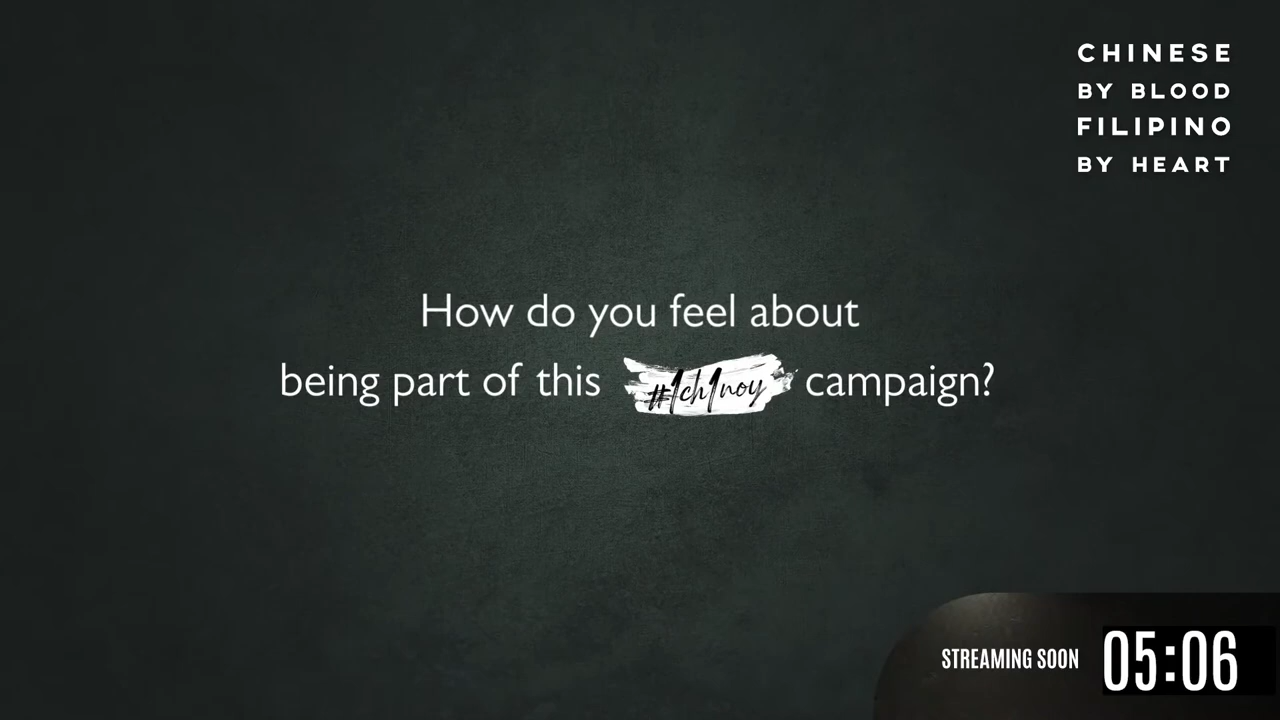 CHINESE
BY BLOOD
FILIPINO
BY HEART
How do you feel about
being part of this #1ch1noy campaign?
STREAMING SOON 05:06